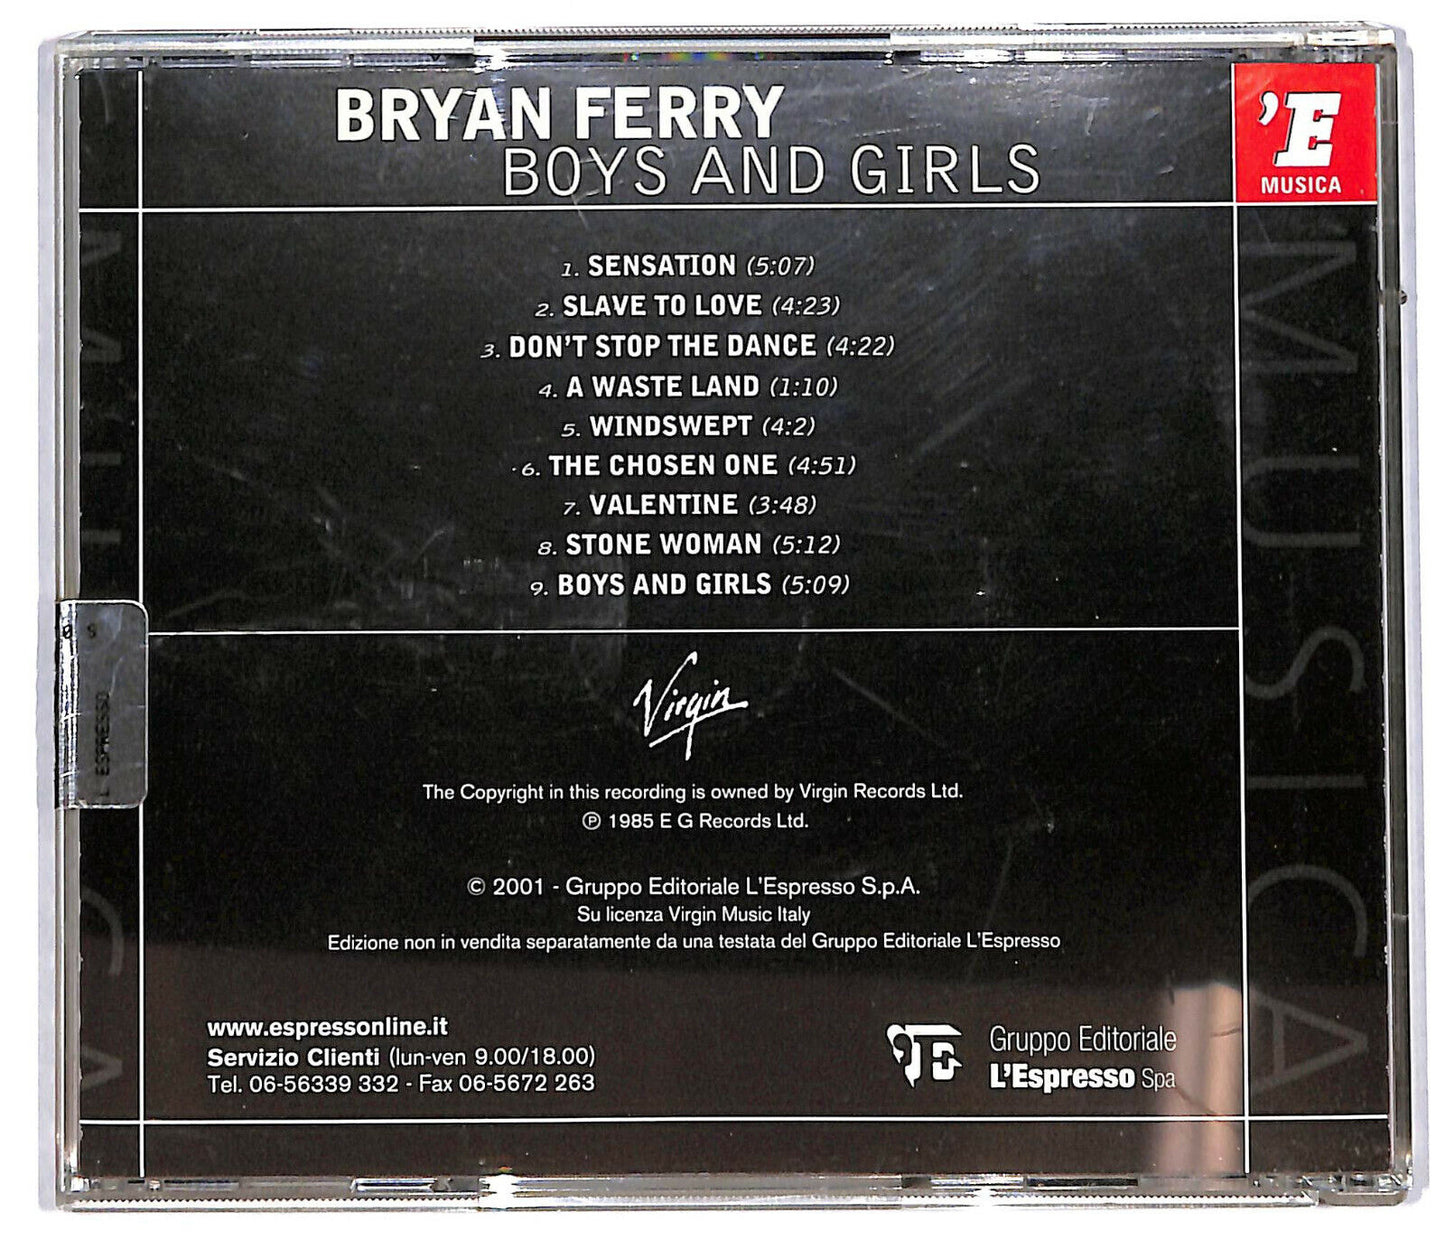 BRYAN FERRY
BOYS AND GIRLS
'E
MUSICA
1. SENSATION (5:07)
2. SLAVE TO LOVE (4:23)
3. DON'T STOP THE DANCE (4:22)
4. A WASTE LAND (1:10)
5. WINDSWEPT (4:2)
6. THE CHOSEN ONE (4:51)
7. VALENTINE (3:48)
8. STONE WOMAN (5:12)
9. BOYS AND GIRLS (5:09)
MUSICA
L'ESPRESSO
Virgin
The Copyright in this recording is owned by Virgin Records Ltd.
℗ 1985 E G Records Ltd.
© 2001 - Gruppo Editoriale L'Espresso S.p.A.
Su licenza Virgin Music Italy
Edizione non in vendita separatamente da una testata del Gruppo Editoriale L'Espresso
www.espressonline.it
Servizio Clienti (lun-ven 9.00/18.00)
Tel. 06-56339 332 - Fax 06-5672 263
'E
Gruppo Editoriale
L'Espresso Spa